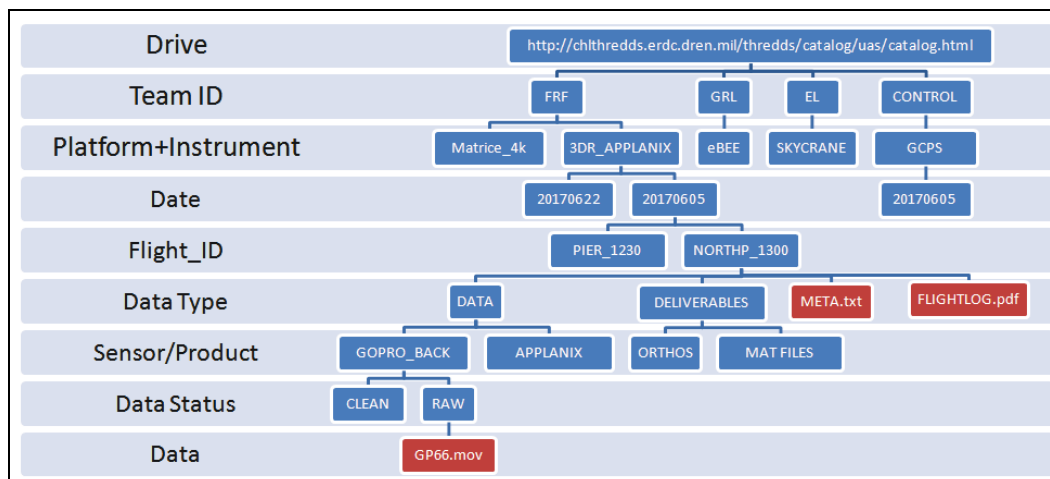 Drive
http://chlthredds.erdc.dren.mil/thredds/catalog/uas/catalog.html
Team ID
FRF
GRL
EL
CONTROL
Platform+Instrument
Matrice_4k
3DR_APPLANIX
eBEE
SKYCRANE
GCPS
Date
20170622
20170605
20170605
Flight_ID
PIER_1230
NORTHP_1300
Data Type
DATA
DELIVERABLES
META.txt
FLIGHTLOG.pdf
Sensor/Product
GOPRO_BACK
APPLANIX
ORTHOS
MAT FILES
Data Status
CLEAN
RAW
Data
GP66.mov